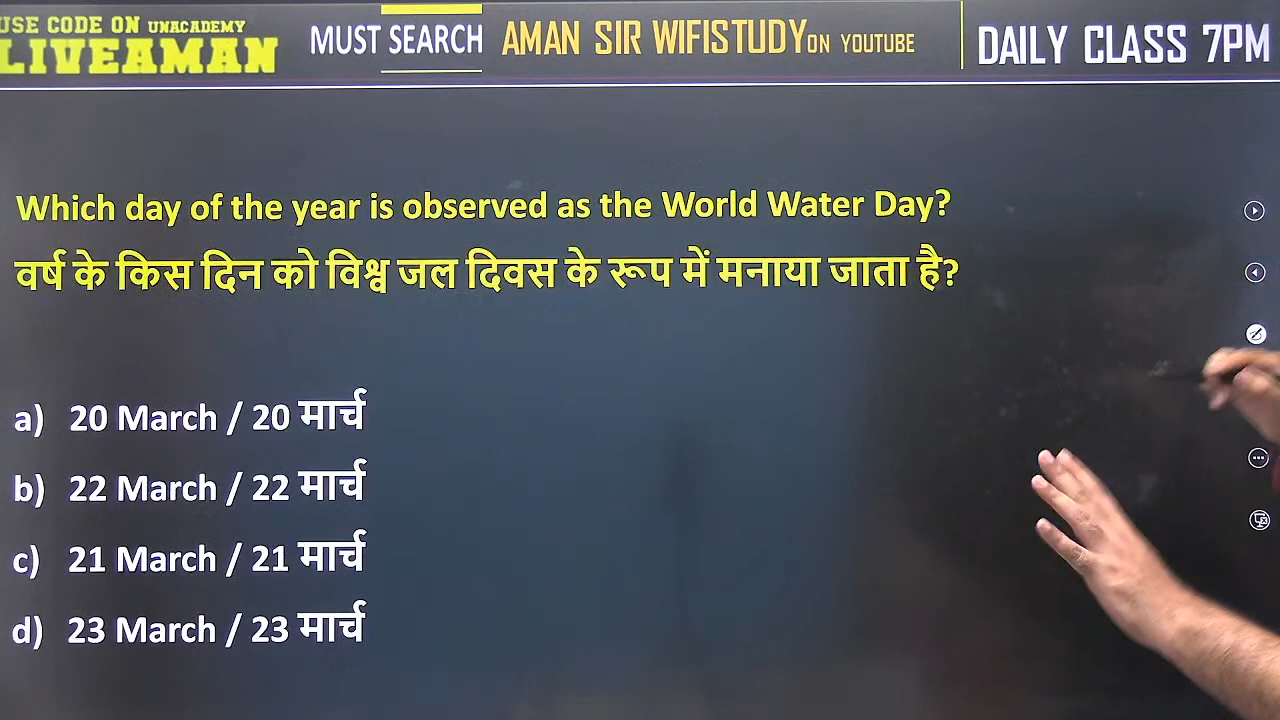 USE CODE ON UNACADEMY
LIVEAMAN
MUST SEARCH AMAN SIR WIFISTUDY ON YOUTUBE
DAILY CLASS 7PM
Which day of the year is observed as the World Water Day?
वर्ष के किस दिन को विश्व जल दिवस के रूप में मनाया जाता है?
a) 20 March / 20 मार्च
b) 22 March / 22 मार्च
c) 21 March / 21 मार्च
d) 23 March / 23 मार्च